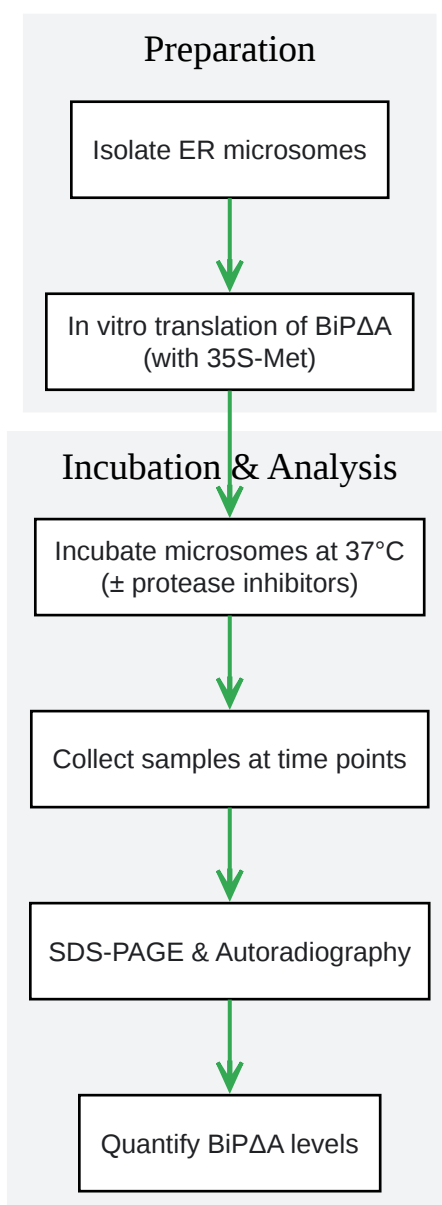 Preparation
Isolate ER microsomes
In vitro translation of BiPΔA
(with 35S-Met)
Incubation & Analysis
Incubate microsomes at 37°C
(± protease inhibitors)
Collect samples at time points
SDS-PAGE & Autoradiography
Quantify BiPΔA levels